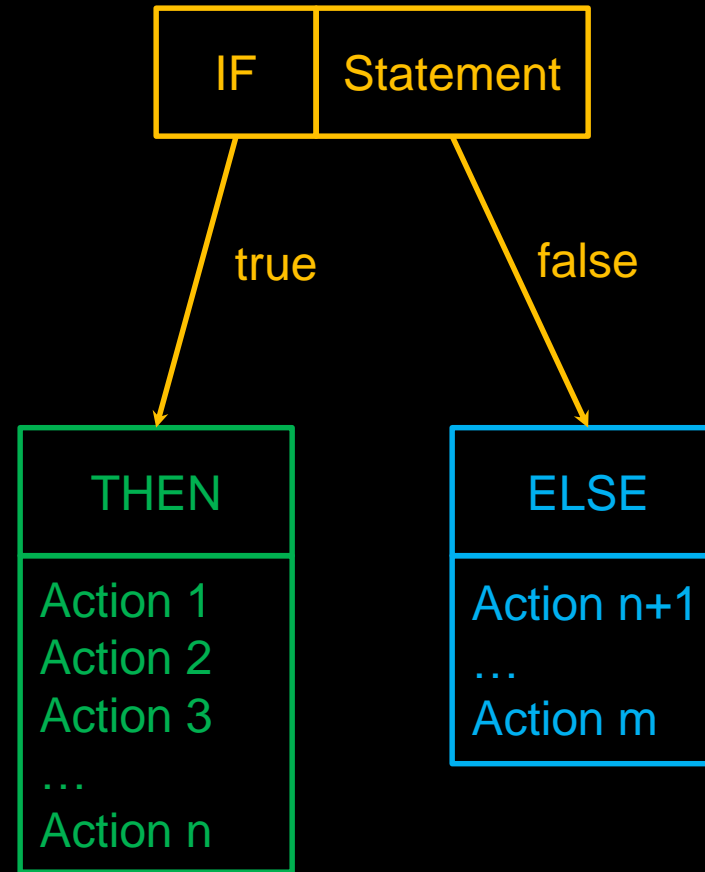 IF Statement
true
false
THEN
Action 1
Action 2
Action 3
…
Action n
ELSE
Action n+1
…
Action m